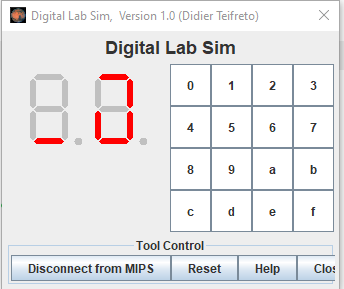 Digital Lab Sim, Version 1.0 (Didier Teifreto)
Digital Lab Sim
0 1 2 3
4 5 6 7
8 9 a b
c d e f
Tool Control
Disconnect from MIPS Reset Help Clos